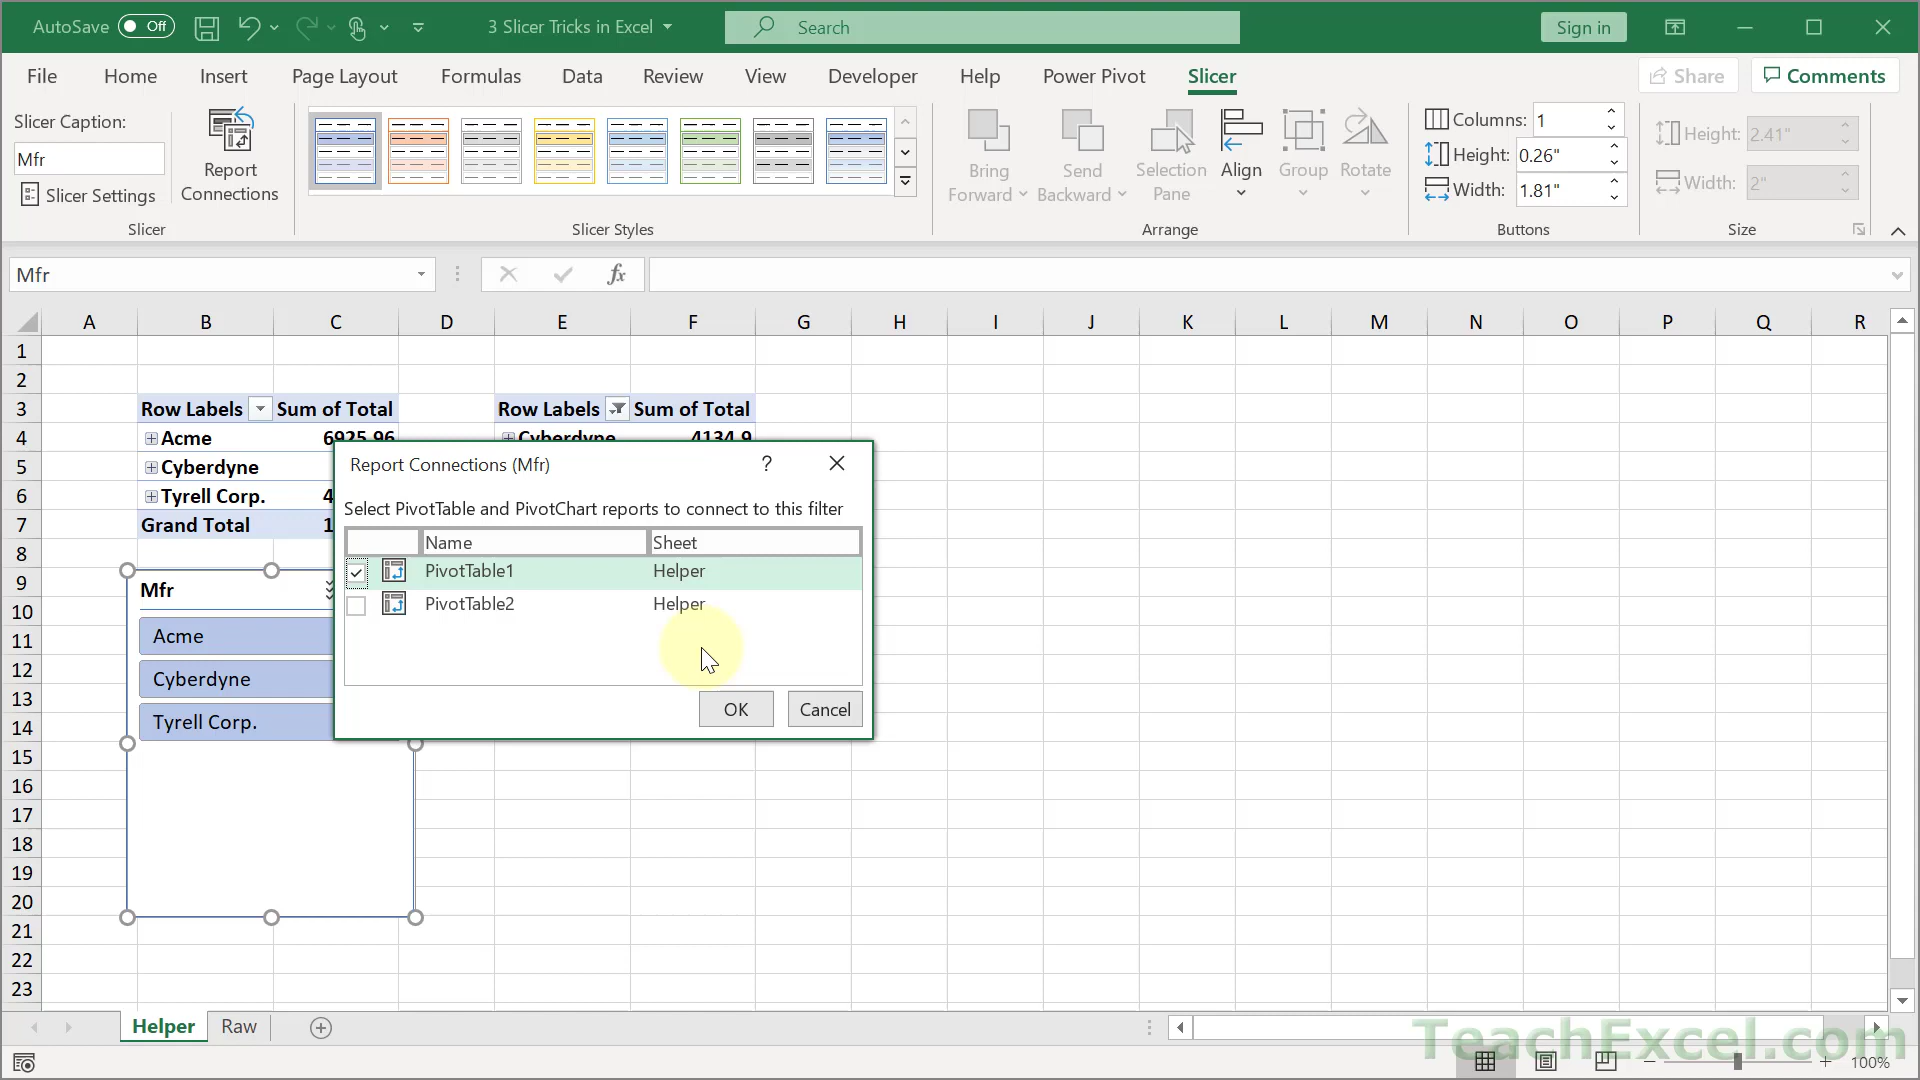 AutoSave Off
3 Slicer Tricks in Excel
Search
Sign in
File Home Insert Page Layout Formulas Data Review View Developer Help Power Pivot Slicer
Share Comments
Slicer Caption:
Mfr
Slicer Settings
Report
Connections
Slicer
Slicer Styles
Bring
Forward
Send
Backward
Selection
Pane
Align
Group
Rotate
Arrange
Columns: 1
Height: 0.26"
Width: 1.81"
Buttons
Height: 2.41"
Width: 2"
Size
Mfr
fx
A B C D E F G H I J K L M N O P Q R
1
2
3 Row Labels Sum of Total Row Labels Sum of Total
4 Acme 6925.96 Cyberdyne 4134.9
5 Cyberdyne
6 Tyrell Corp. 4
7 Grand Total 1
8
9
10
11
12
13
14
15
16
17
18
19
20
21
22
23
Mfr
Acme
Cyberdyne
Tyrell Corp.
Report Connections (Mfr) ?
Select PivotTable and PivotChart reports to connect to this filter
Name Sheet
PivotTable1 Helper
PivotTable2 Helper
OK Cancel
Helper Raw
TeachExcel.com
100%